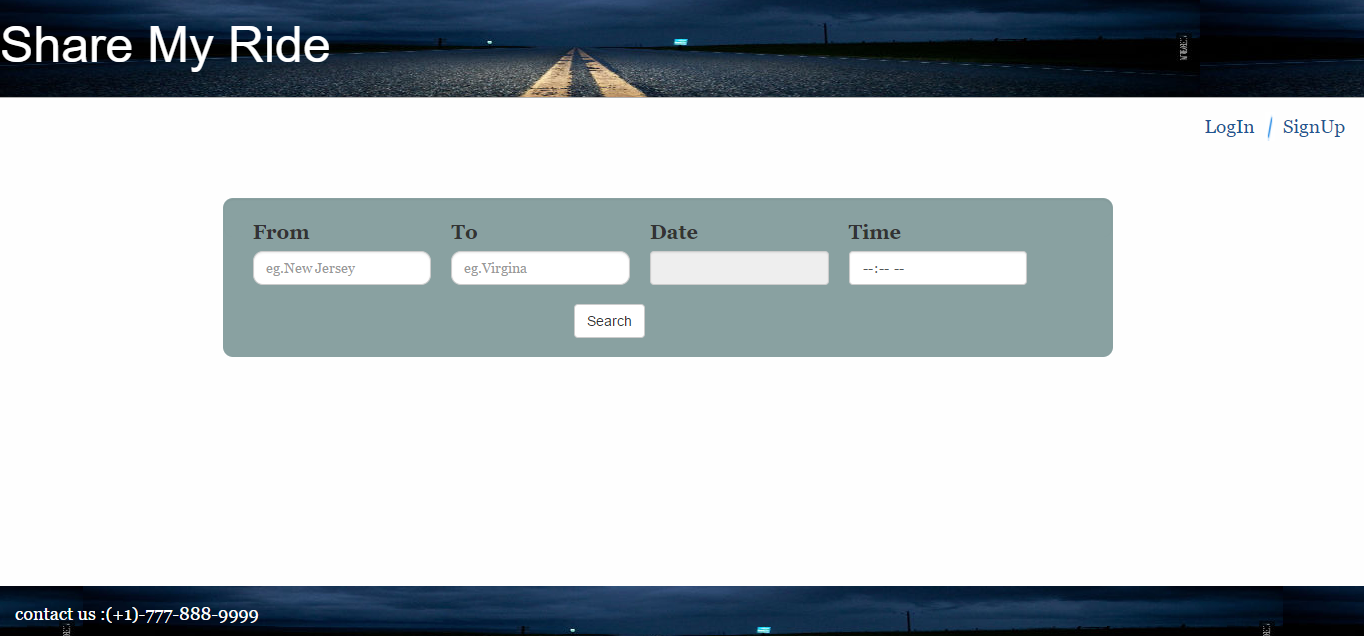 Share My Ride
LogIn / SignUp
From To Date Time
eg.New Jersey eg.Virgina --:-- --
Search
contact us :(+1)-777-888-9999